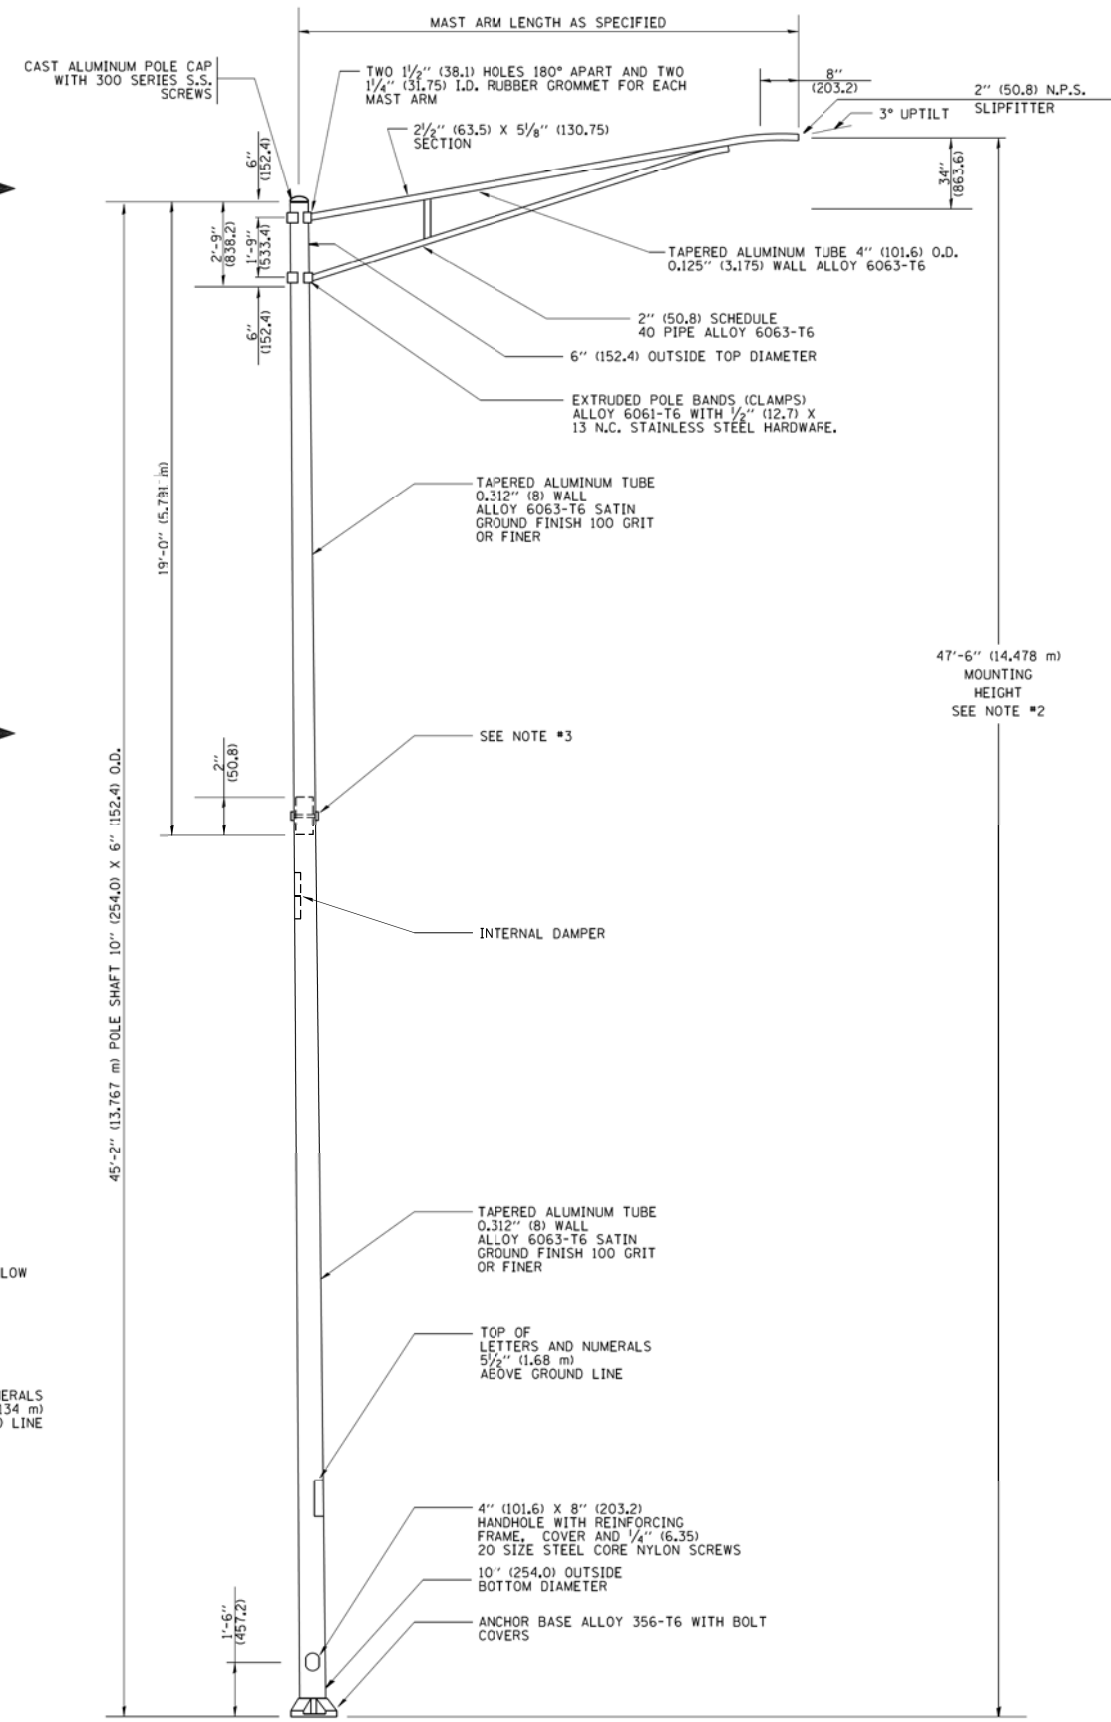 MAST ARM LENGTH AS SPECIFIED
CAST ALUMINUM POLE CAP
WITH 300 SERIES S.S.
SCREWS
TWO 1½" (38.1) HOLES 180° APART AND TWO
1¼" (31.75) I.D. RUBBER GROMMET FOR EACH
MAST ARM
8"
(203.2)
2" (50.8) N.P.S.
SLIPFITTER
3° UPTILT
2½" (63.5) X 5⅛" (130.75)
SECTION
6"
(152.4)
34"
(863.6)
2'-9"
(838.2)
1'-9"
(533.4)
TAPERED ALUMINUM TUBE 4" (101.6) O.D.
0.125" (3.175) WALL ALLOY 6063-T6
6"
(152.4)
2" (50.8) SCHEDULE
40 PIPE ALLOY 6063-T6
6" (152.4) OUTSIDE TOP DIAMETER
EXTRUDED POLE BANDS (CLAMPS)
ALLOY 6061-T6 WITH ½" (12.7) X
13 N.C. STAINLESS STEEL HARDWARE.
TAPERED ALUMINUM TUBE
0.312" (8) WALL
ALLOY 6063-T6 SATIN
GROUND FINISH 100 GRIT
OR FINER
19'-0" m)
47'-6" (14.478 m)
MOUNTING
HEIGHT
SEE NOTE #2
SEE NOTE #3
2"
(50.8)
45'-2" (13.767 m) POLE SHAFT 10" (254.0) X 6" (152.4) O.D.
INTERNAL DAMPER
TAPERED ALUMINUM TUBE
0.312" (8) WALL
ALLOY 6063-T6 SATIN
GROUND FINISH 100 GRIT
OR FINER
LOW
TOP OF
LETTERS AND NUMERALS
5½" (1.68 m)
ABOVE GROUND LINE
ERALS
134 m)
) LINE
4" (101.6) X 8" (203.2)
HANDHOLE WITH REINFORCING
FRAME, COVER AND ¼" (6.35)
20 SIZE STEEL CORE NYLON SCREWS
10" (254.0) OUTSIDE
BOTTOM DIAMETER
1'-6"
(457.2)
ANCHOR BASE ALLOY 356-T6 WITH BOLT
COVERS